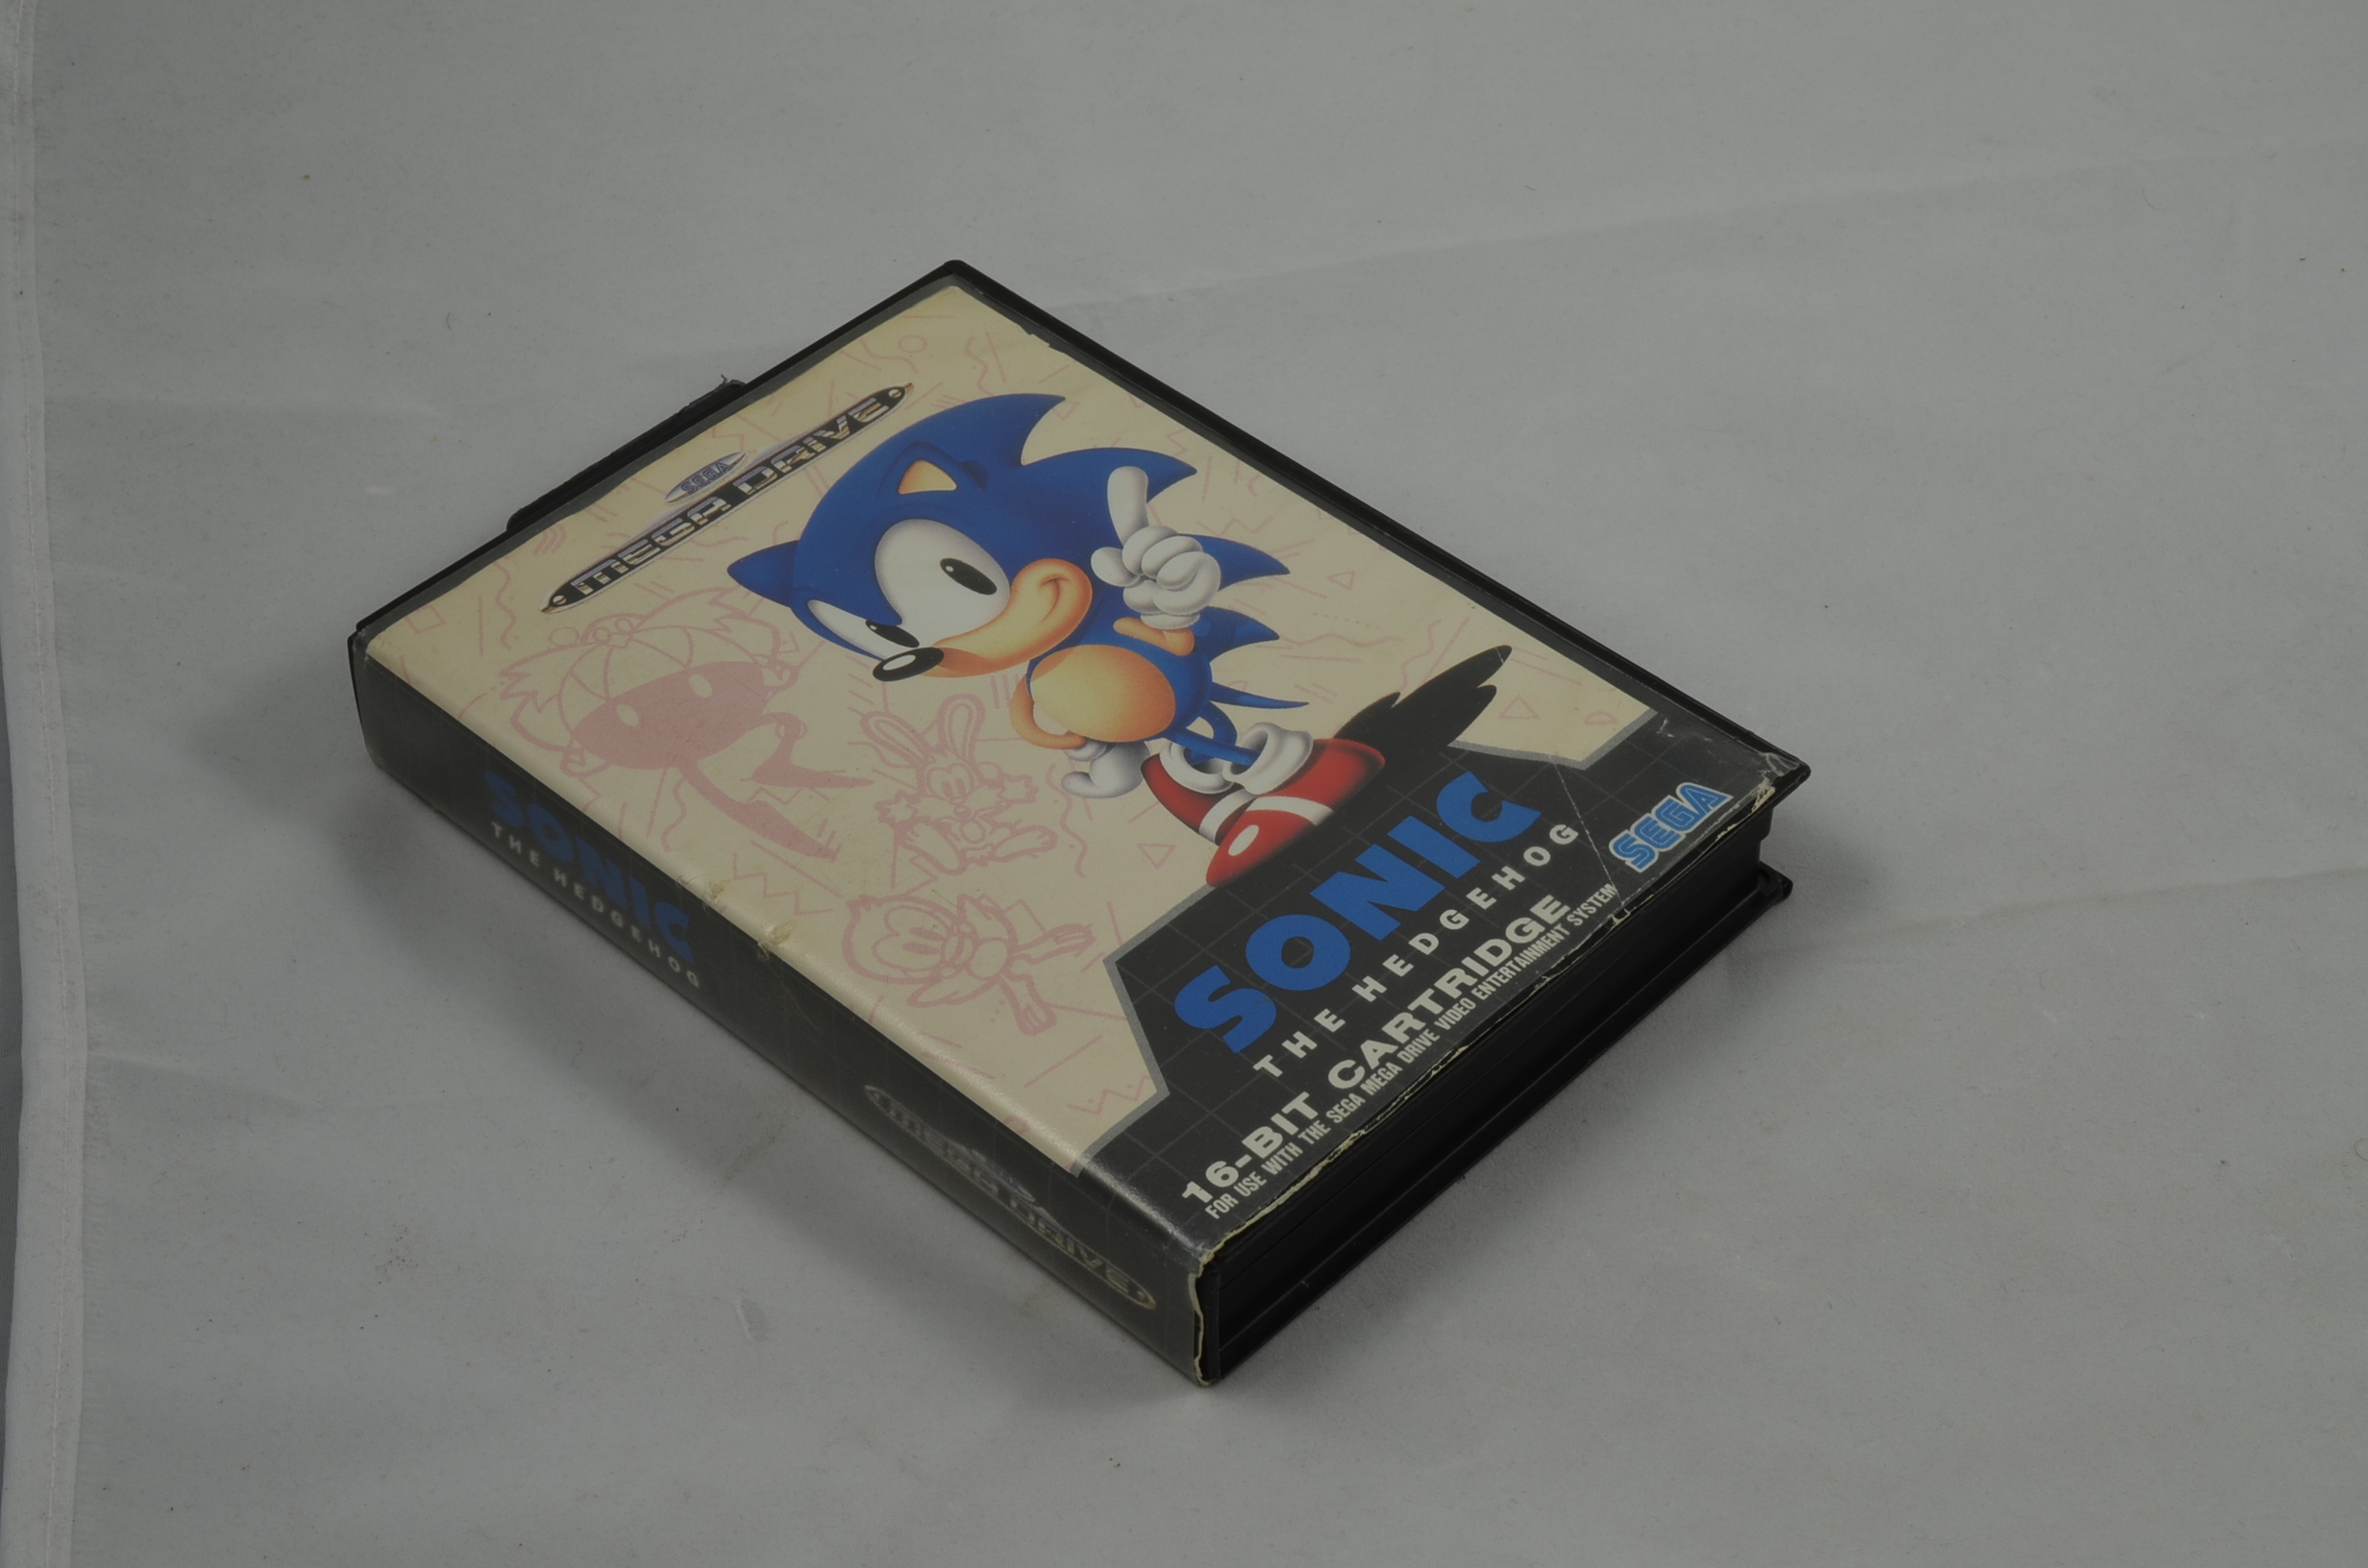 SEGA
MEGA DRIVE
SONIC
THE HEDGEHOG
16-BIT CARTRIDGE
FOR USE WITH THE SEGA MEGA DRIVE VIDEO ENTERTAINMENT SYSTEM
SEGA
SONIC
THE HEDGEHOG
SEGA
MEGA DRIVE